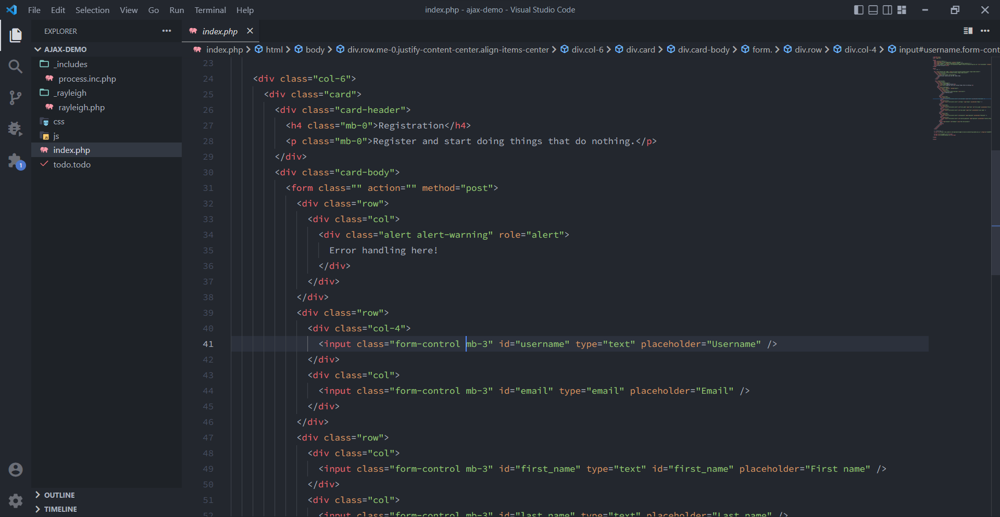 File Edit Selection View Go Run Terminal Help
index.php - ajax-demo - Visual Studio Code
EXPLORER
index.php
AJAX-DEMO
index.php html body div.row.me-0.justify-content-center.align-items-center div.col-6 div.card div.card-body form. div.row div.col-4 input#username.form-cont
_includes
process.inc.php
_rayleigh
rayleigh.php
css
js
index.php
todo.todo
1
OUTLINE
TIMELINE
23
24 <div class="col-6">
25 <div class="card">
26 <div class="card-header">
27 <h4 class="mb-0">Registration</h4>
28 <p class="mb-0">Register and start doing things that do nothing.</p>
29 </div>
30 <div class="card-body">
31 <form class="" action="" method="post">
32 <div class="row">
33 <div class="col">
34 <div class="alert alert-warning" role="alert">
35 Error handling here!
36 </div>
37 </div>
38 </div>
39 <div class="row">
40 <div class="col-4">
41 <input class="form-control mb-3" id="username" type="text" placeholder="Username" />
42 </div>
43 <div class="col">
44 <input class="form-control mb-3" id="email" type="email" placeholder="Email" />
45 </div>
46 </div>
47 <div class="row">
48 <div class="col">
49 <input class="form-control mb-3" id="first_name" type="text" id="first_name" placeholder="First name" />
50 </div>
51 <div class="col">
52 <input class="form-control mb-3" id="last_name" type="text" placeholder="Last name" />